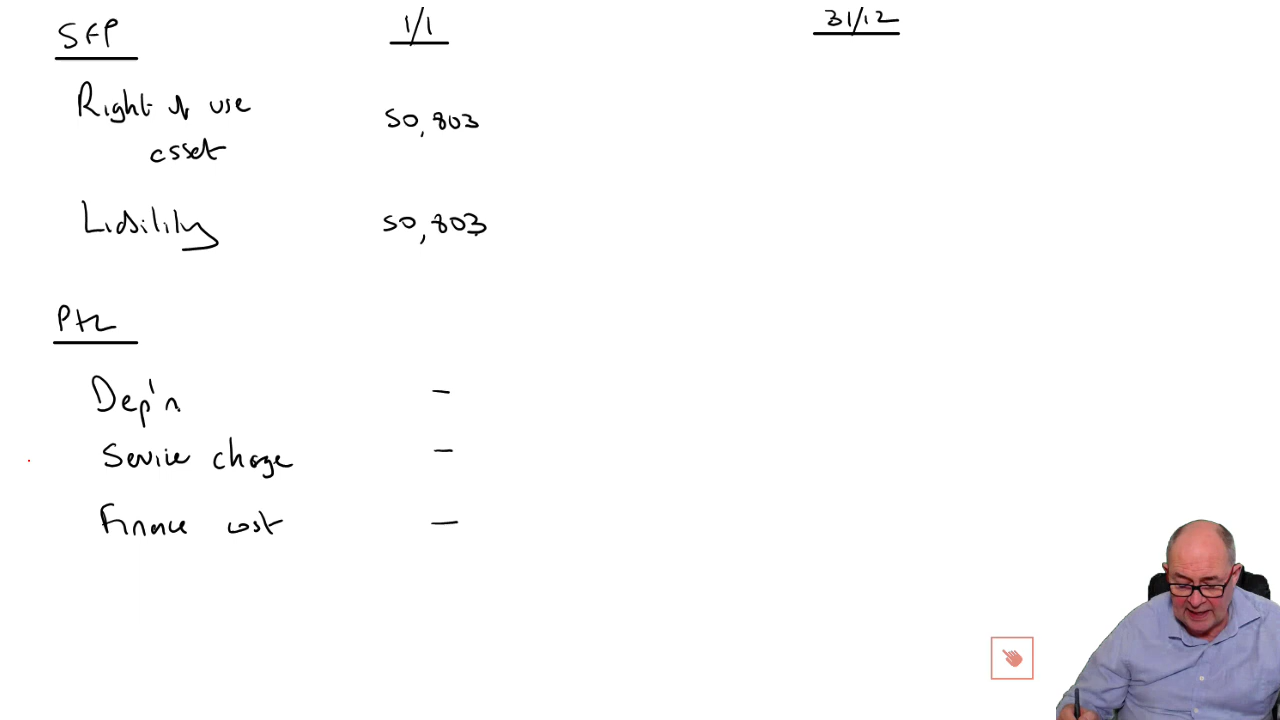 SFP 1/1 31/12
Right of use 50,803
asset
Liability 50,803
P+L
Dep'n –
Service charge –
Finance cost –